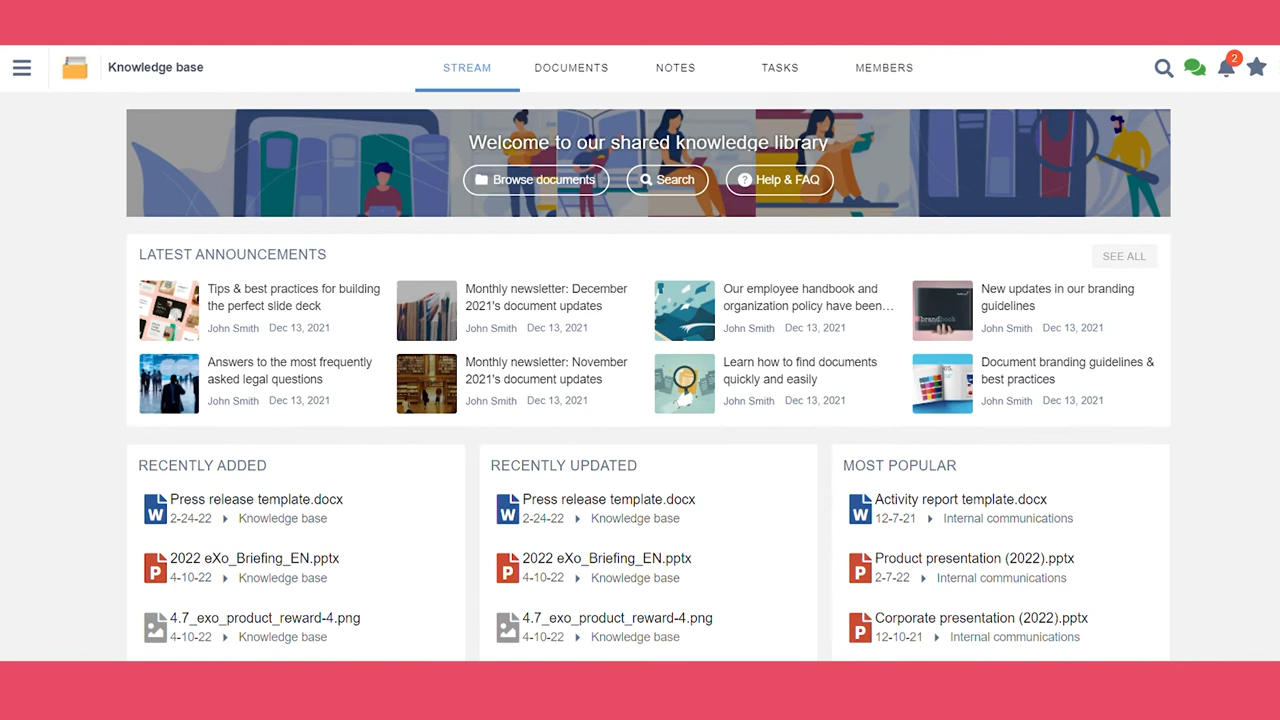 Knowledge base
STREAM
DOCUMENTS
NOTES
TASKS
MEMBERS
2
Welcome to our shared knowledge library
Browse documents
Search
Help & FAQ
LATEST ANNOUNCEMENTS
SEE ALL
Tips & best practices for building
the perfect slide deck
John Smith Dec 13, 2021
Monthly newsletter: December
2021's document updates
John Smith Dec 13, 2021
Our employee handbook and
organization policy have been...
John Smith Dec 13, 2021
New updates in our branding
guidelines
John Smith Dec 13, 2021
brandbook
Answers to the most frequently
asked legal questions
John Smith Dec 13, 2021
Monthly newsletter: November
2021's document updates
John Smith Dec 13, 2021
Learn how to find documents
quickly and easily
John Smith Dec 13, 2021
Document branding guidelines &
best practices
John Smith Dec 13, 2021
RECENTLY ADDED
W
Press release template.docx
2-24-22 Knowledge base
P
2022 eXo_Briefing_EN.pptx
4-10-22 Knowledge base
4.7_exo_product_reward-4.png
4-10-22 Knowledge base
RECENTLY UPDATED
W
Press release template.docx
2-24-22 Knowledge base
P
2022 eXo_Briefing_EN.pptx
4-10-22 Knowledge base
4.7_exo_product_reward-4.png
4-10-22 Knowledge base
MOST POPULAR
W
Activity report template.docx
12-7-21 Internal communications
P
Product presentation (2022).pptx
2-7-22 Internal communications
P
Corporate presentation (2022).pptx
12-10-21 Internal communications